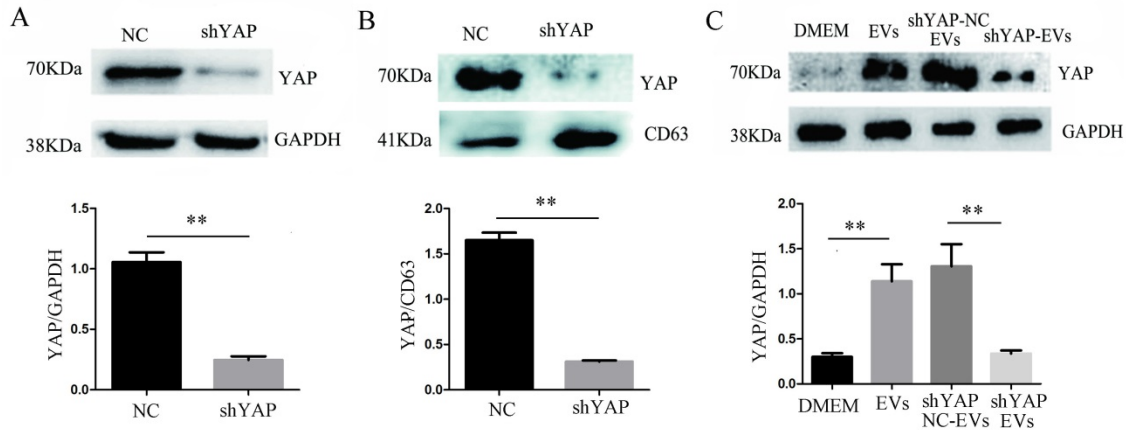 A
NC
shYAP
70KDa
YAP
38KDa
GAPDH
1.5
1.0
0.5
0.0
YAP/GAPDH
**
NC
shYAP
B
NC
shYAP
70KDa
YAP
41KDa
CD63
2.0
1.5
1.0
0.5
0.0
YAP/CD63
**
NC
shYAP
C
DMEM
EVs
shYAP-NC
EVs
shYAP-EVs
70KDa
YAP
38KDa
GAPDH
2.0
1.5
1.0
0.5
0.0
YAP/GAPDH
**
**
DMEM
EVs
shYAP
NC-EVs
shYAP
EVs